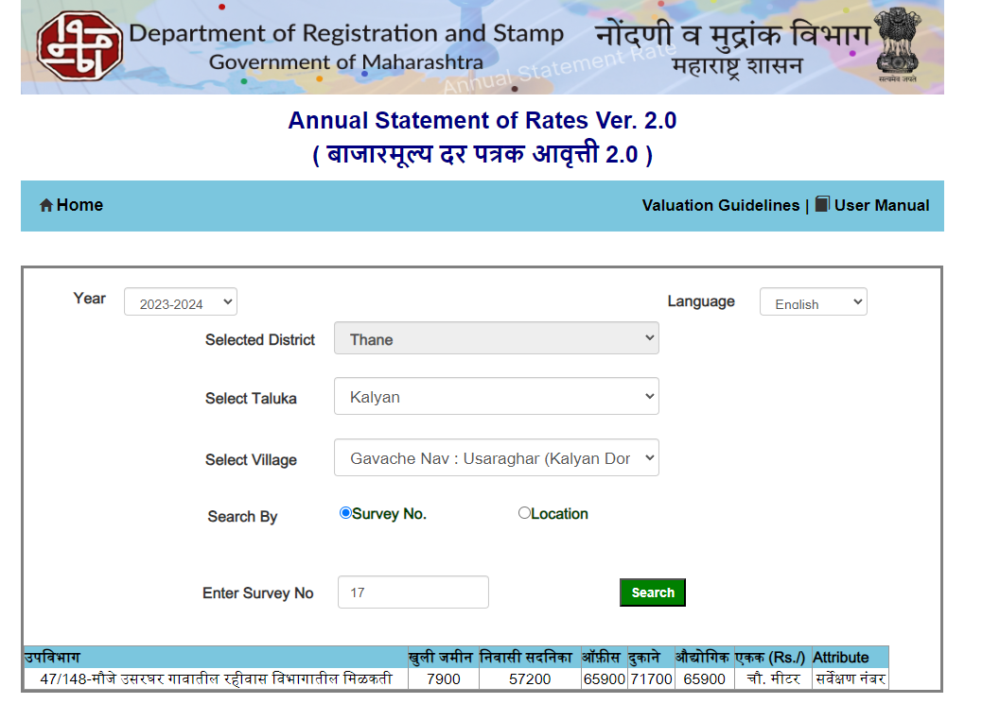 Department of Registration and Stamp
Government of Maharashtra
नोंदणी व मुद्रांक विभाग
महाराष्ट्र शासन
Annual Statement Rate
सत्यमेव जयते
Annual Statement of Rates Ver. 2.0
( बाजारमूल्य दर पत्रक आवृत्ती 2.0 )
Home
Valuation Guidelines | User Manual
Year 2023-2024 Language English
Selected District Thane
Select Taluka Kalyan
Select Village Gavache Nav : Usaraghar (Kalyan Dor
Search By Survey No. Location
Enter Survey No 17 Search
उपविभाग खुली जमीन निवासी सदनिका ऑफ़ीस दुकाने औद्योगिक एकक (Rs./) Attribute
47/148-मौजे उसरघर गावातील रहीवास विभागातील मिळकती 7900 57200 65900 71700 65900 चौ. मीटर सर्वेक्षण नंबर